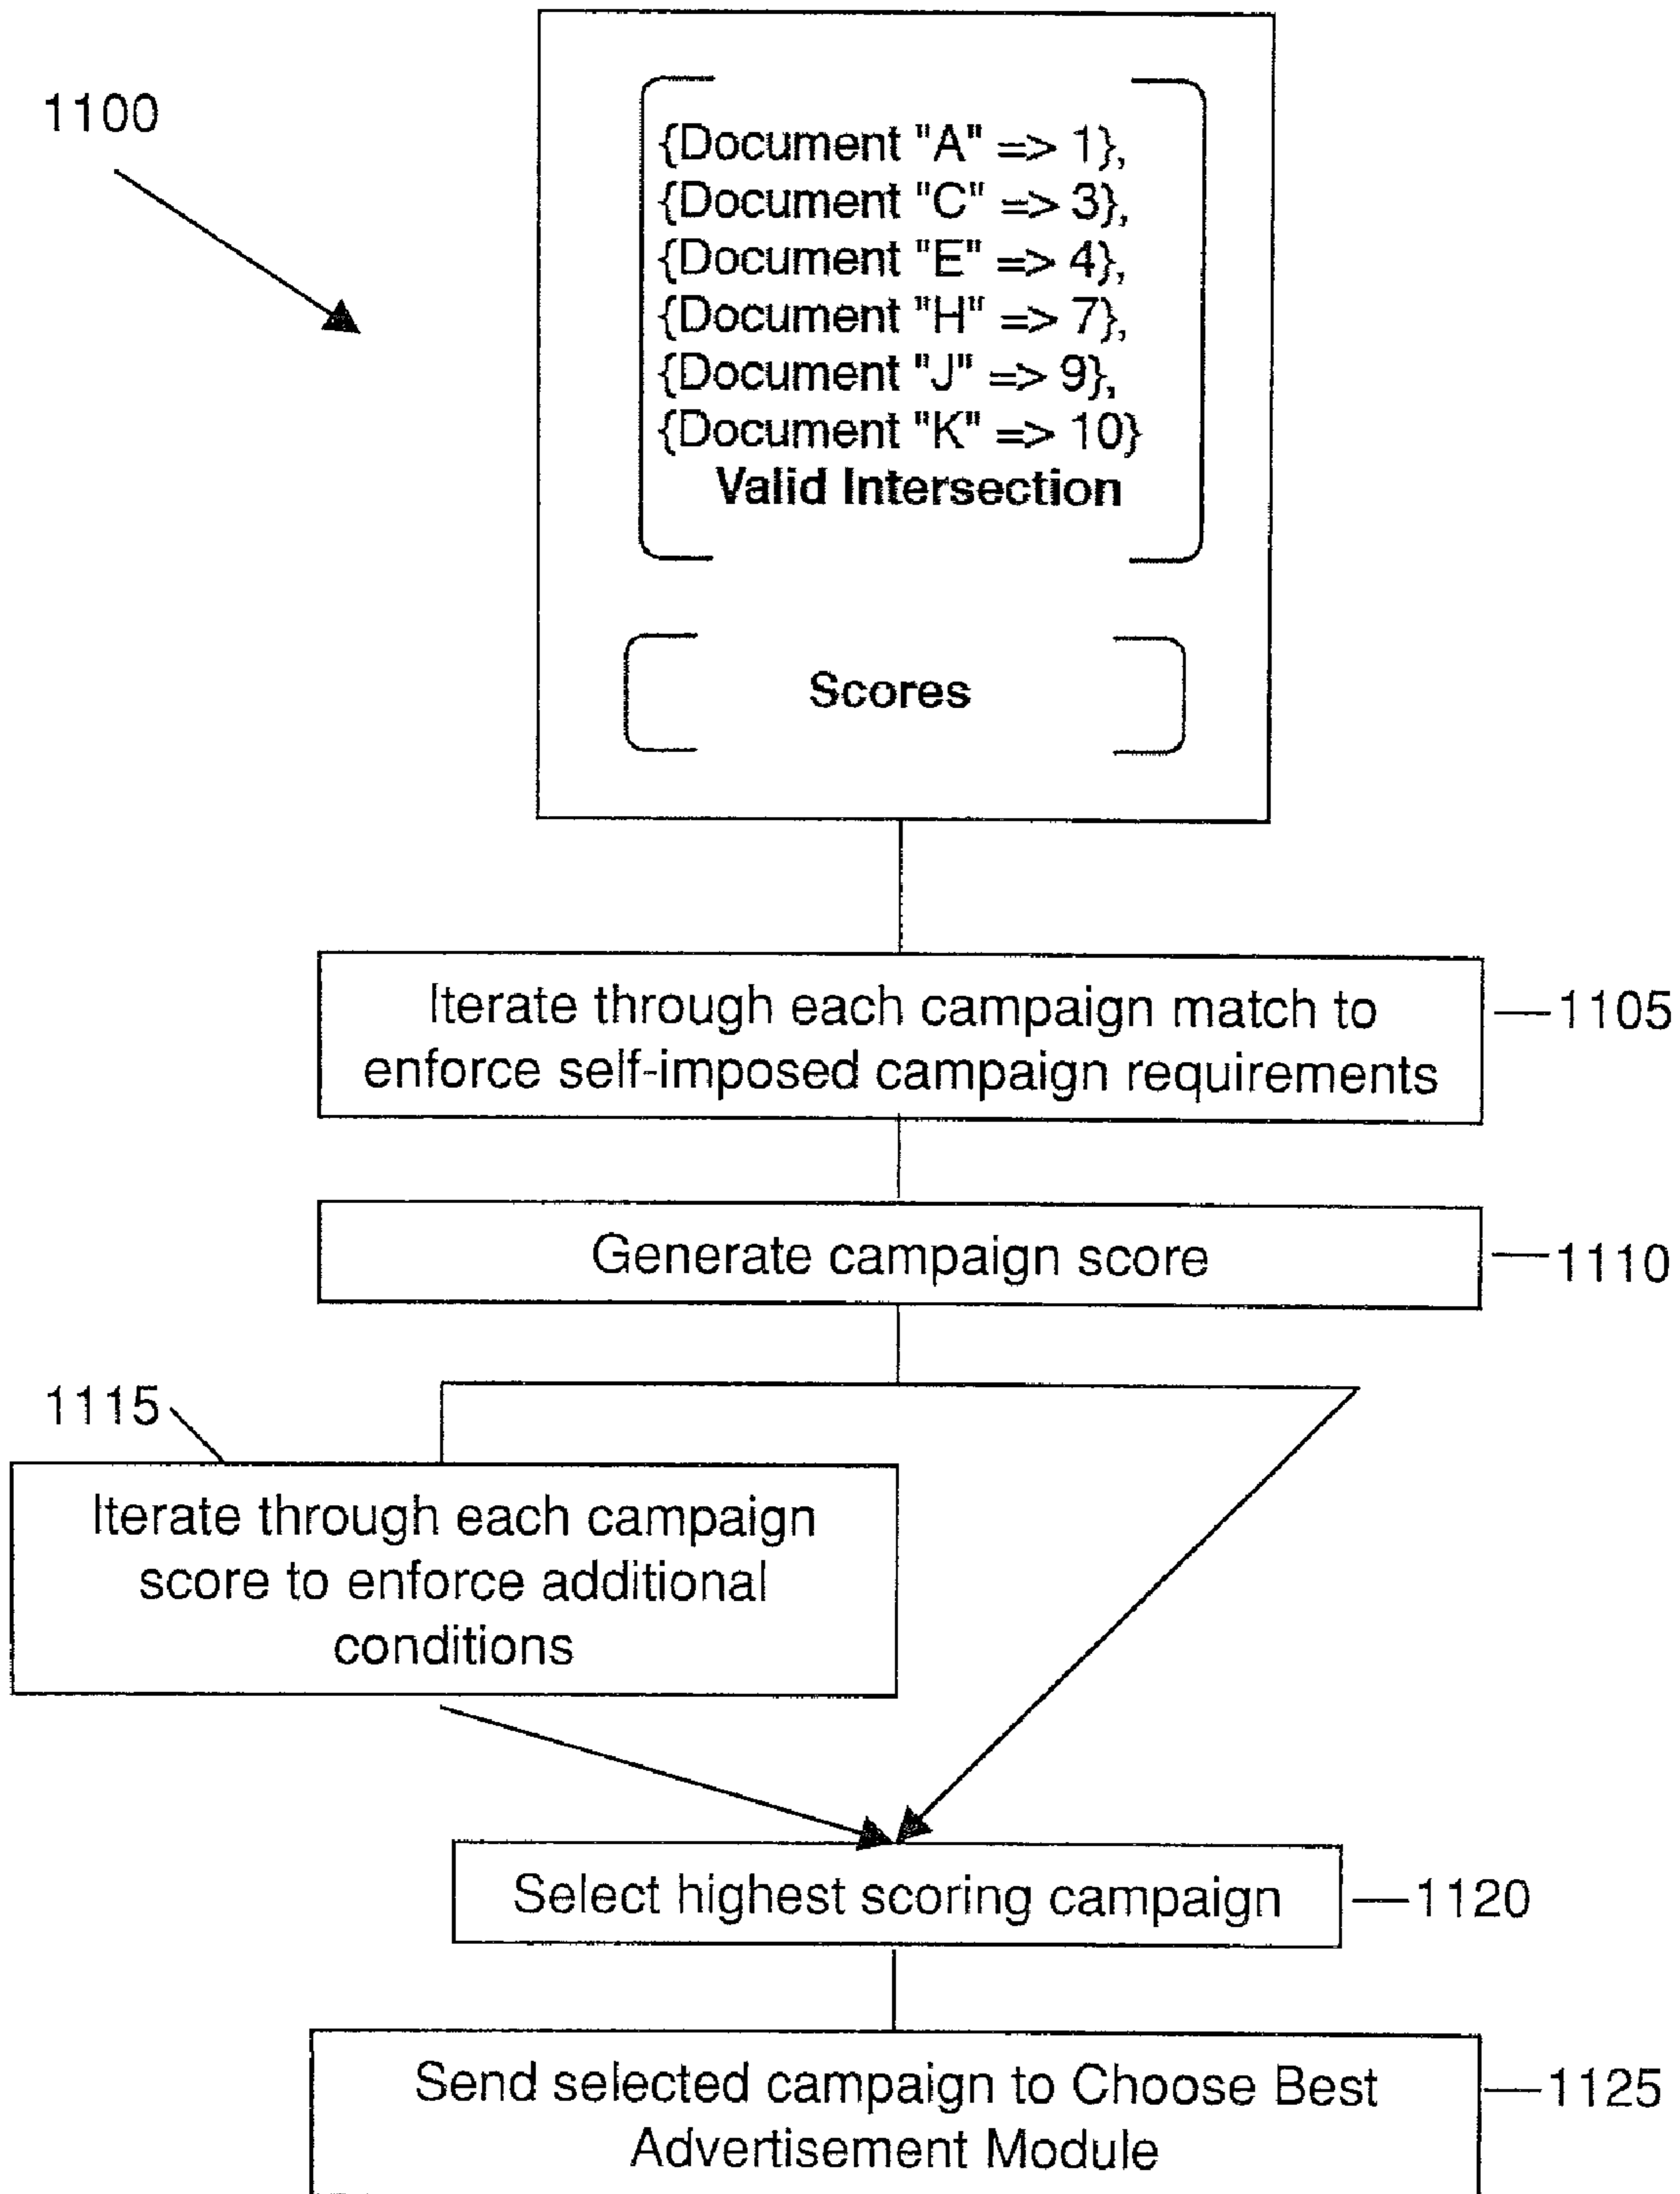 1100
{Document "A" => 1},
{Document "C" => 3},
{Document "E" => 4},
{Document "H" => 7},
{Document "J" => 9},
{Document "K" => 10}
Valid Intersection
Scores
Iterate through each campaign match to
enforce self-imposed campaign requirements
1105
Generate campaign score
1110
1115
Iterate through each campaign
score to enforce additional
conditions
Select highest scoring campaign
1120
Send selected campaign to Choose Best
Advertisement Module
1125